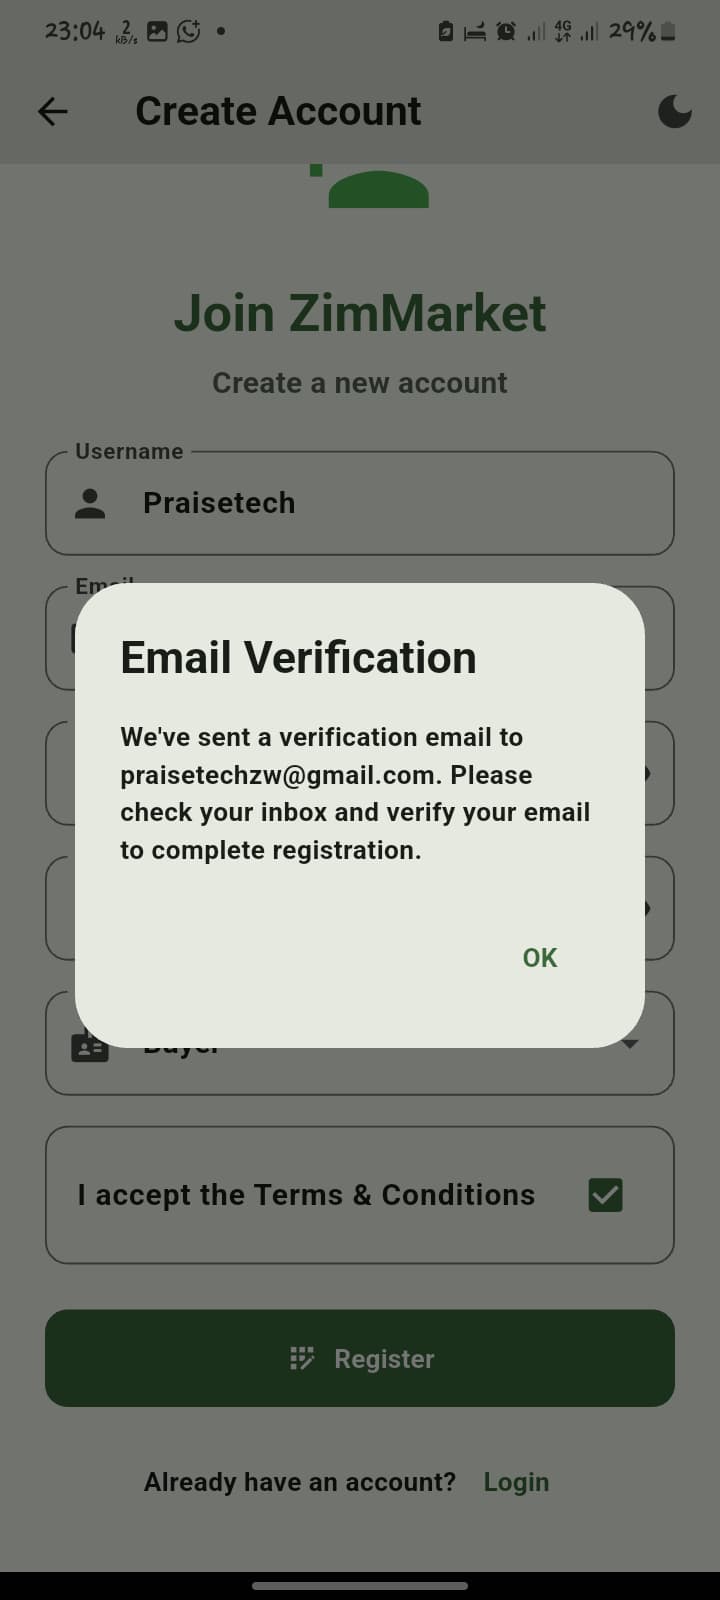 23:04 2 kB/s 4G 29%
Create Account
Join ZimMarket
Create a new account
Username
Praisetech
Email
Email Verification
We've sent a verification email to
praisetechzw@gmail.com. Please
check your inbox and verify your email
to complete registration.
OK
Buyer
I accept the Terms & Conditions
Register
Already have an account? Login